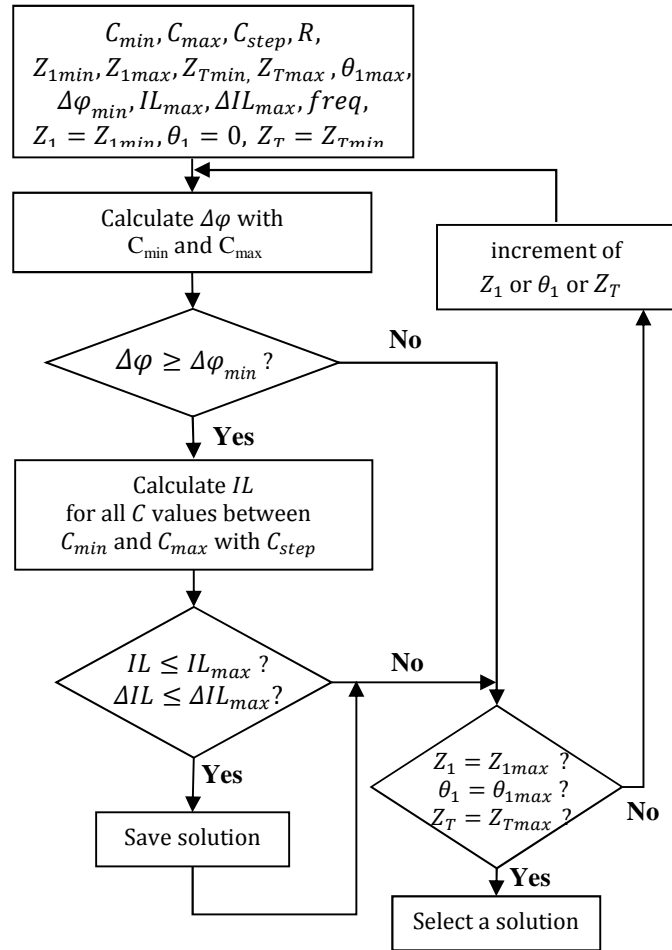 C_min, C_max, C_step, R,
Z_1min, Z_1max, Z_Tmin, Z_Tmax , θ_1max,
Δφ_min, IL_max, ΔIL_max, freq,
Z_1 = Z_1min, θ_1 = 0, Z_T = Z_Tmin
Calculate Δφ with
C_min and C_max
increment of
Z_1 or θ_1 or Z_T
Δφ ≥ Δφ_min ?
No
Yes
Calculate IL
for all C values between
C_min and C_max with C_step
IL ≤ IL_max ?
ΔIL ≤ ΔIL_max?
No
Yes
Save solution
Z_1 = Z_1max ?
θ_1 = θ_1max ?
Z_T = Z_Tmax ?
No
Yes
Select a solution